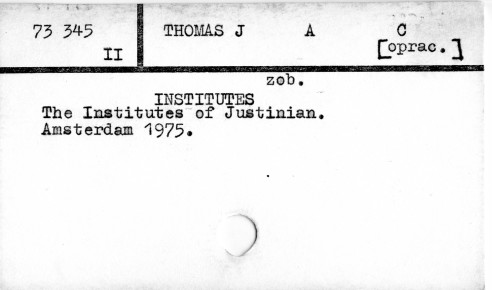 73 345 THOMAS J A C
II [oprac.]
zob.
INSTITUTES
The Institutes of Justinian.
Amsterdam 1975.